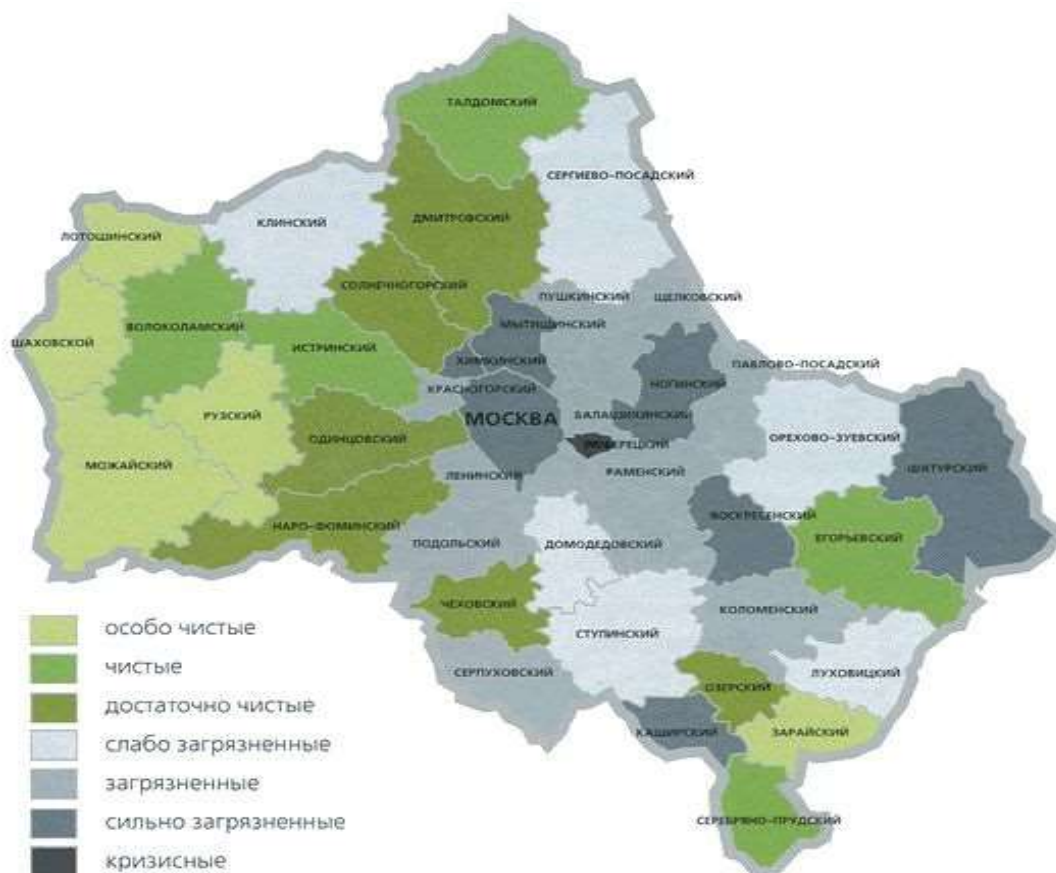 ТАЛДОМСКИЙ
СЕРГИЕВО-ПОСАДСКИЙ
КЛИНСКИЙ
ДМИТРОВСКИЙ
ЛОТОШИНСКИЙ
СОЛНЕЧНОГОРСКИЙ
ПУШКИНСКИЙ
ЩЕЛКОВСКИЙ
ВОЛОКОЛАМСКИЙ
МЫТИЩИНСКИЙ
ШАХОВСКОЙ
ИСТРИНСКИЙ
ХИМКИНСКИЙ
ПАВЛОВО-ПОСАДСКИЙ
КРАСНОГОРСКИЙ
НОГИНСКИЙ
РУЗСКИЙ
МОСКВА
БАЛАШИХИНСКИЙ
ОДИНЦОВСКИЙ
ЛЮБЕРЕЦКИЙ
ОРЕХОВО-ЗУЕВСКИЙ
МОЖАЙСКИЙ
ЛЕНИНСКИЙ
РАМЕНСКИЙ
ШАТУРСКИЙ
НАРО-ФОМИНСКИЙ
ВОСКРЕСЕНСКИЙ
ПОДОЛЬСКИЙ
ДОМОДЕДОВСКИЙ
ЕГОРЬЕВСКИЙ
ЧЕХОВСКИЙ
КОЛОМЕНСКИЙ
СТУПИНСКИЙ
СЕРПУХОВСКИЙ
ЛУХОВИЦКИЙ
ОЗЕРСКИЙ
КАШИРСКИЙ
ЗАРАЙСКИЙ
СЕРЕБРЯНО-ПРУДСКИЙ
особо чистые
чистые
достаточно чистые
слабо загрязненные
загрязненные
сильно загрязненные
кризисные